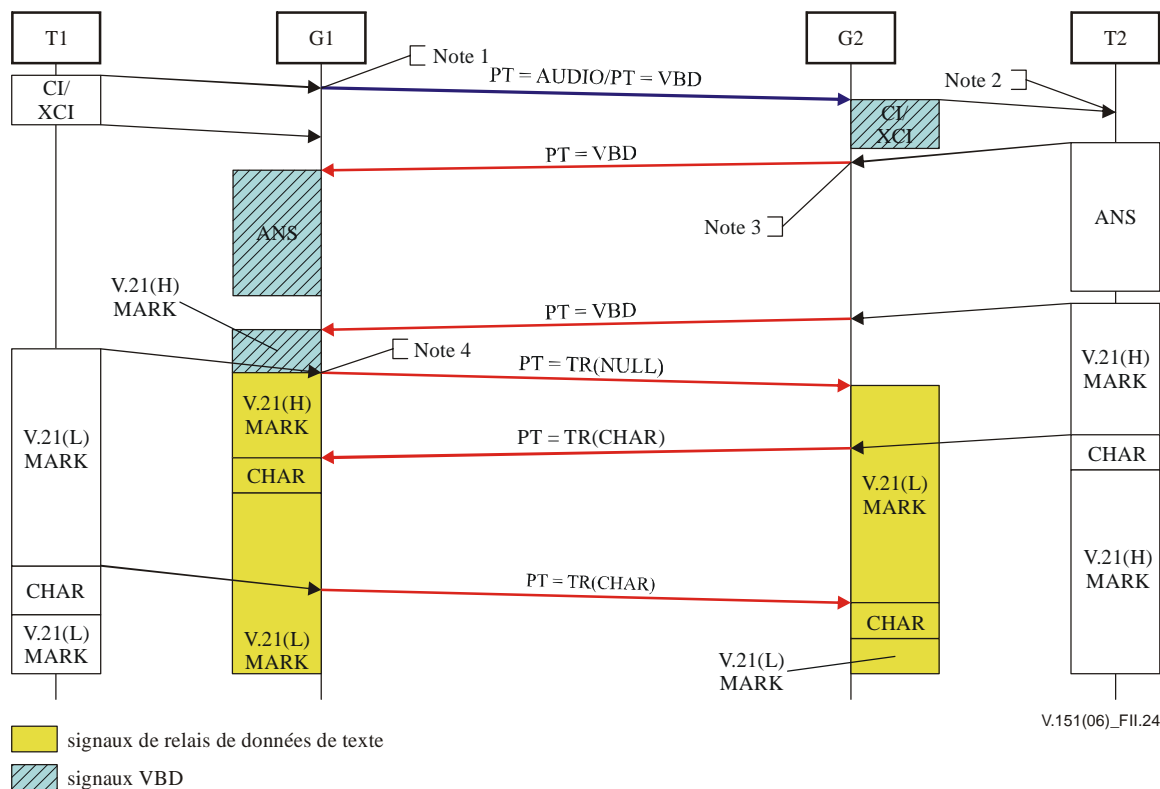 T1
G1
G2
T2
Note 1
PT = AUDIO/PT = VBD
Note 2
CI/
XCI
CI/
XCI
PT = VBD
ANS
Note 3
ANS
V.21(H)
MARK
PT = VBD
Note 4
PT = TR(NULL)
V.21(H)
MARK
V.21(H)
MARK
V.21(L)
MARK
PT = TR(CHAR)
CHAR
CHAR
V.21(L)
MARK
V.21(H)
MARK
CHAR
PT = TR(CHAR)
CHAR
V.21(L)
MARK
V.21(L)
MARK
V.21(L)
MARK
V.151(06)_FII.24
signaux de relais de données de texte
signaux VBD